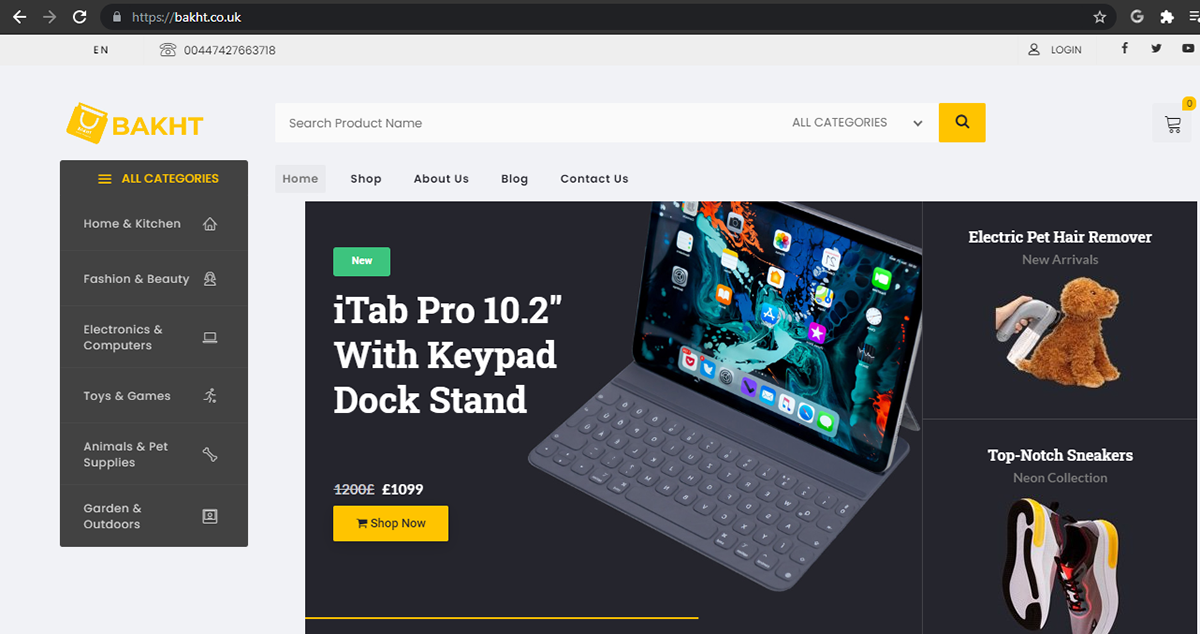 https://bakht.co.uk
EN
00447427663718
LOGIN
BAKHT
Search Product Name
ALL CATEGORIES
0
ALL CATEGORIES
Home & Kitchen
Fashion & Beauty
Electronics &
Computers
Toys & Games
Animals & Pet
Supplies
Garden &
Outdoors
Home
Shop
About Us
Blog
Contact Us
New
iTab Pro 10.2"
With Keypad
Dock Stand
1200£ £1099
Shop Now
Electric Pet Hair Remover
New Arrivals
Top-Notch Sneakers
Neon Collection